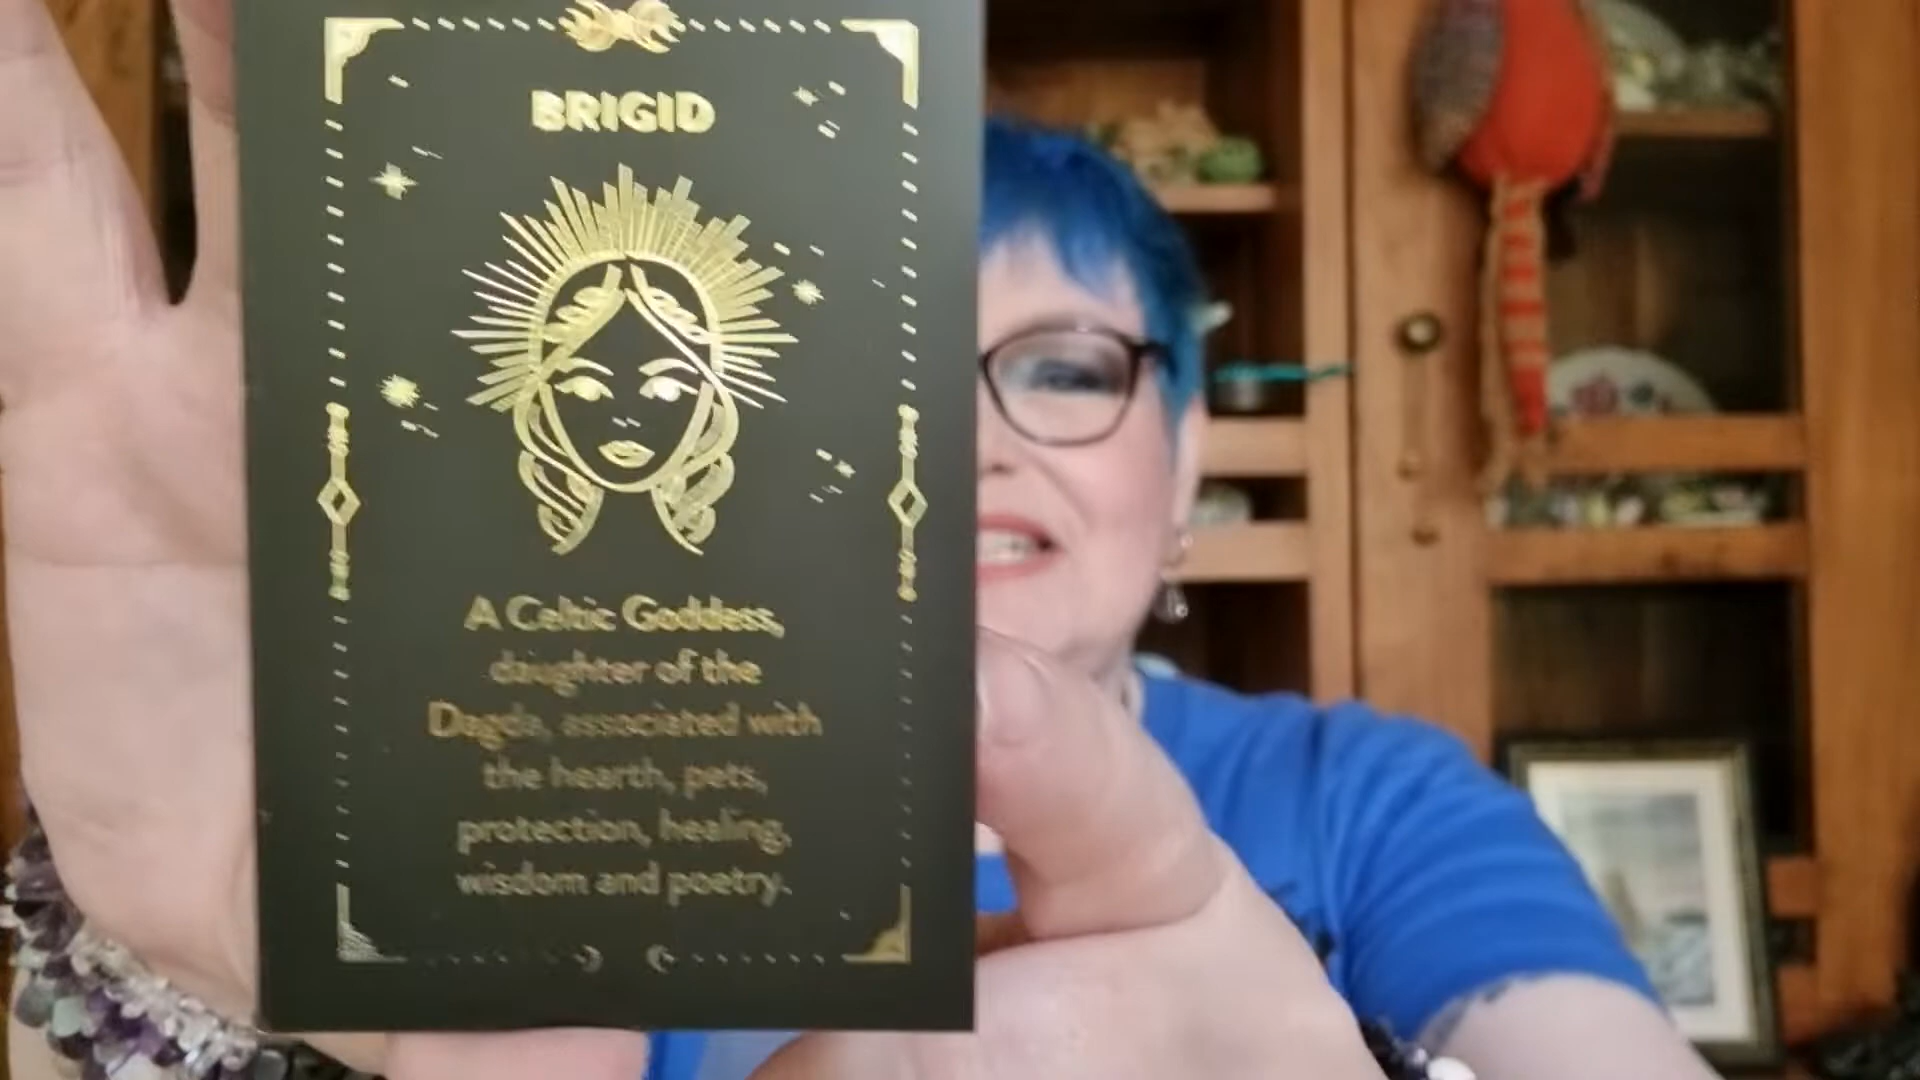 BRIGID
A Celtic Goddess,
daughter of the
Dagda, associated with
the hearth, pets,
protection, healing,
wisdom and poetry.